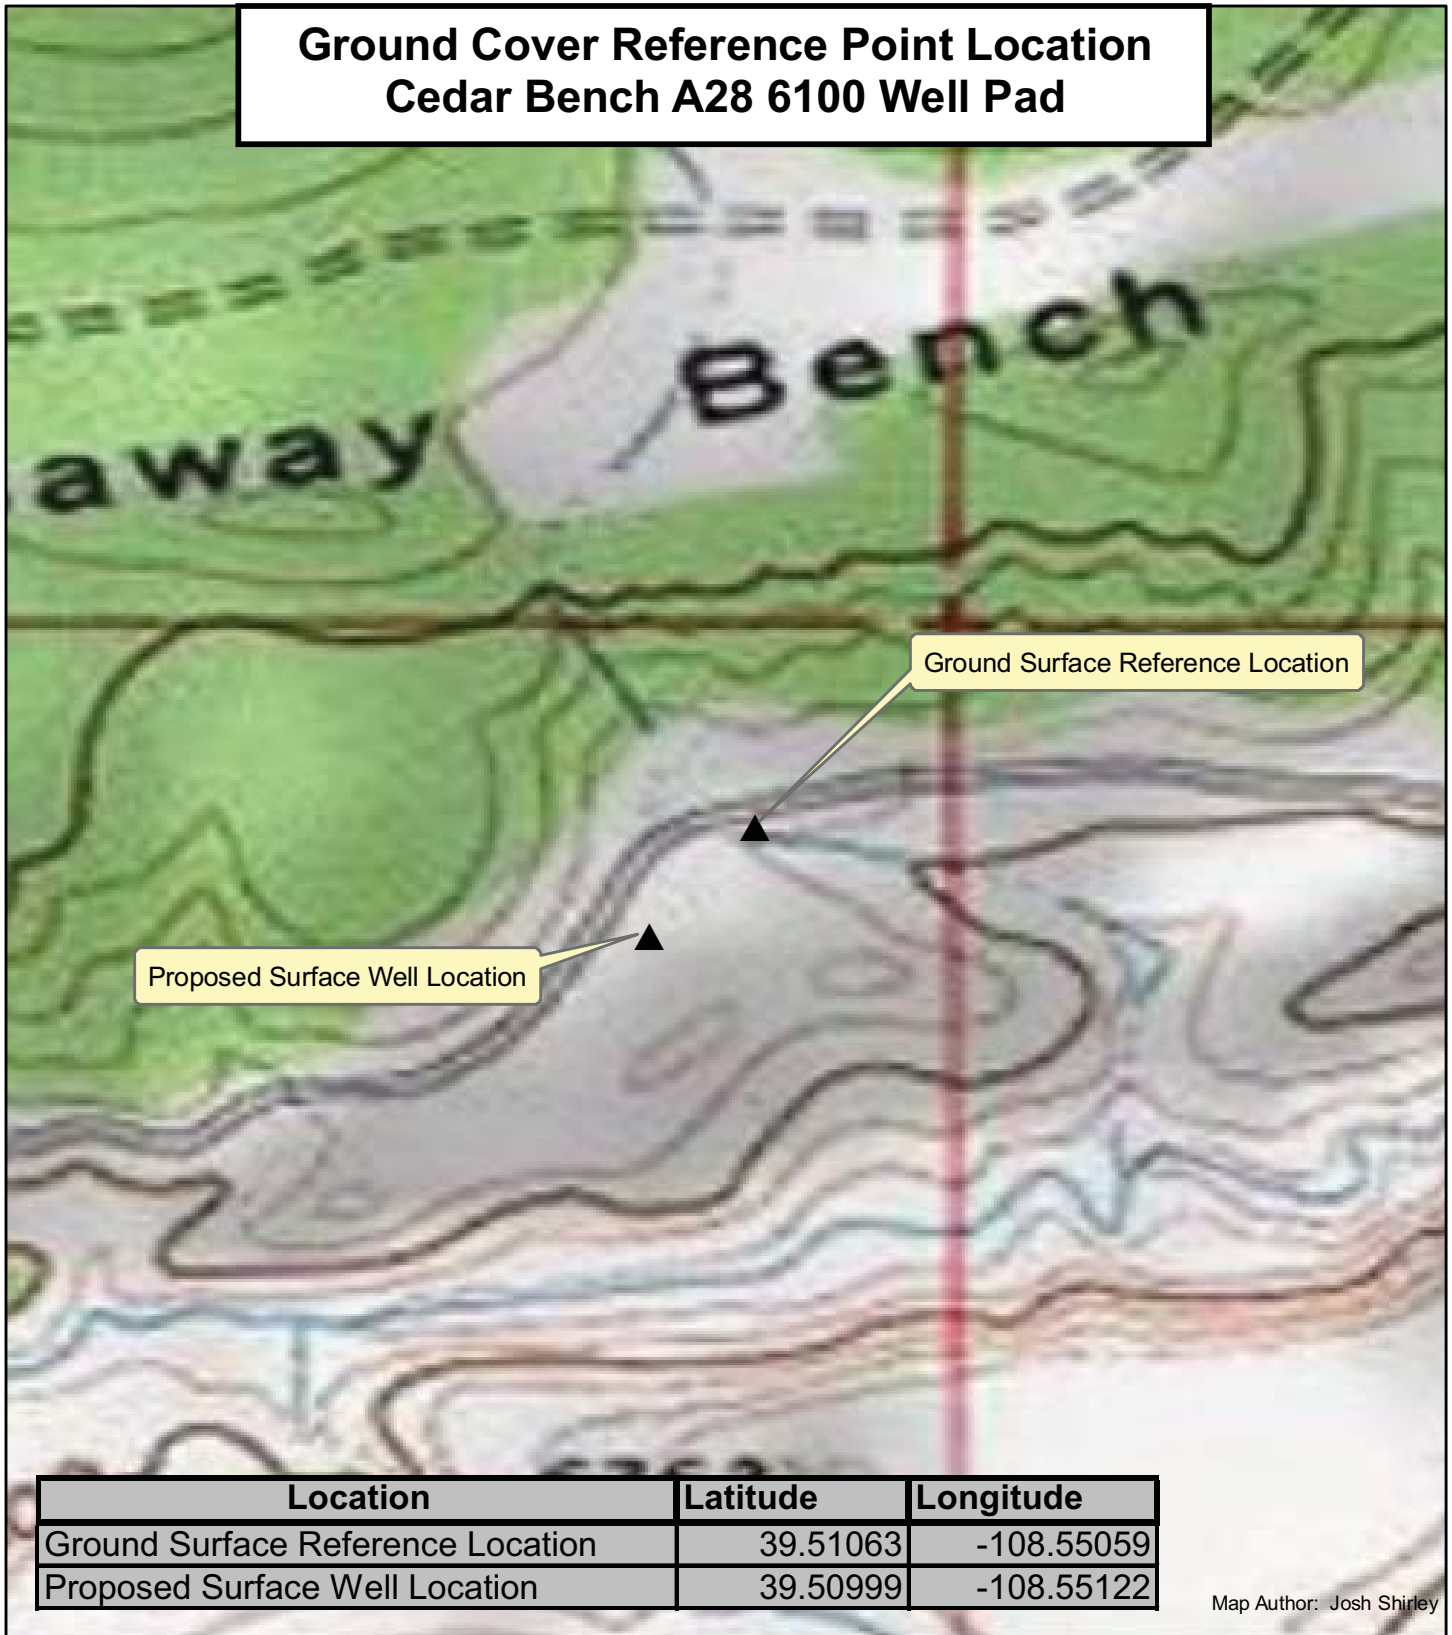 Ground Cover Reference Point Location
Cedar Bench A28 6100 Well Pad
Bench
away
Ground Surface Reference Location
Proposed Surface Well Location
Location Latitude Longitude
Ground Surface Reference Location 39.51063 -108.55059
Proposed Surface Well Location 39.50999 -108.55122
Map Author: Josh Shirley